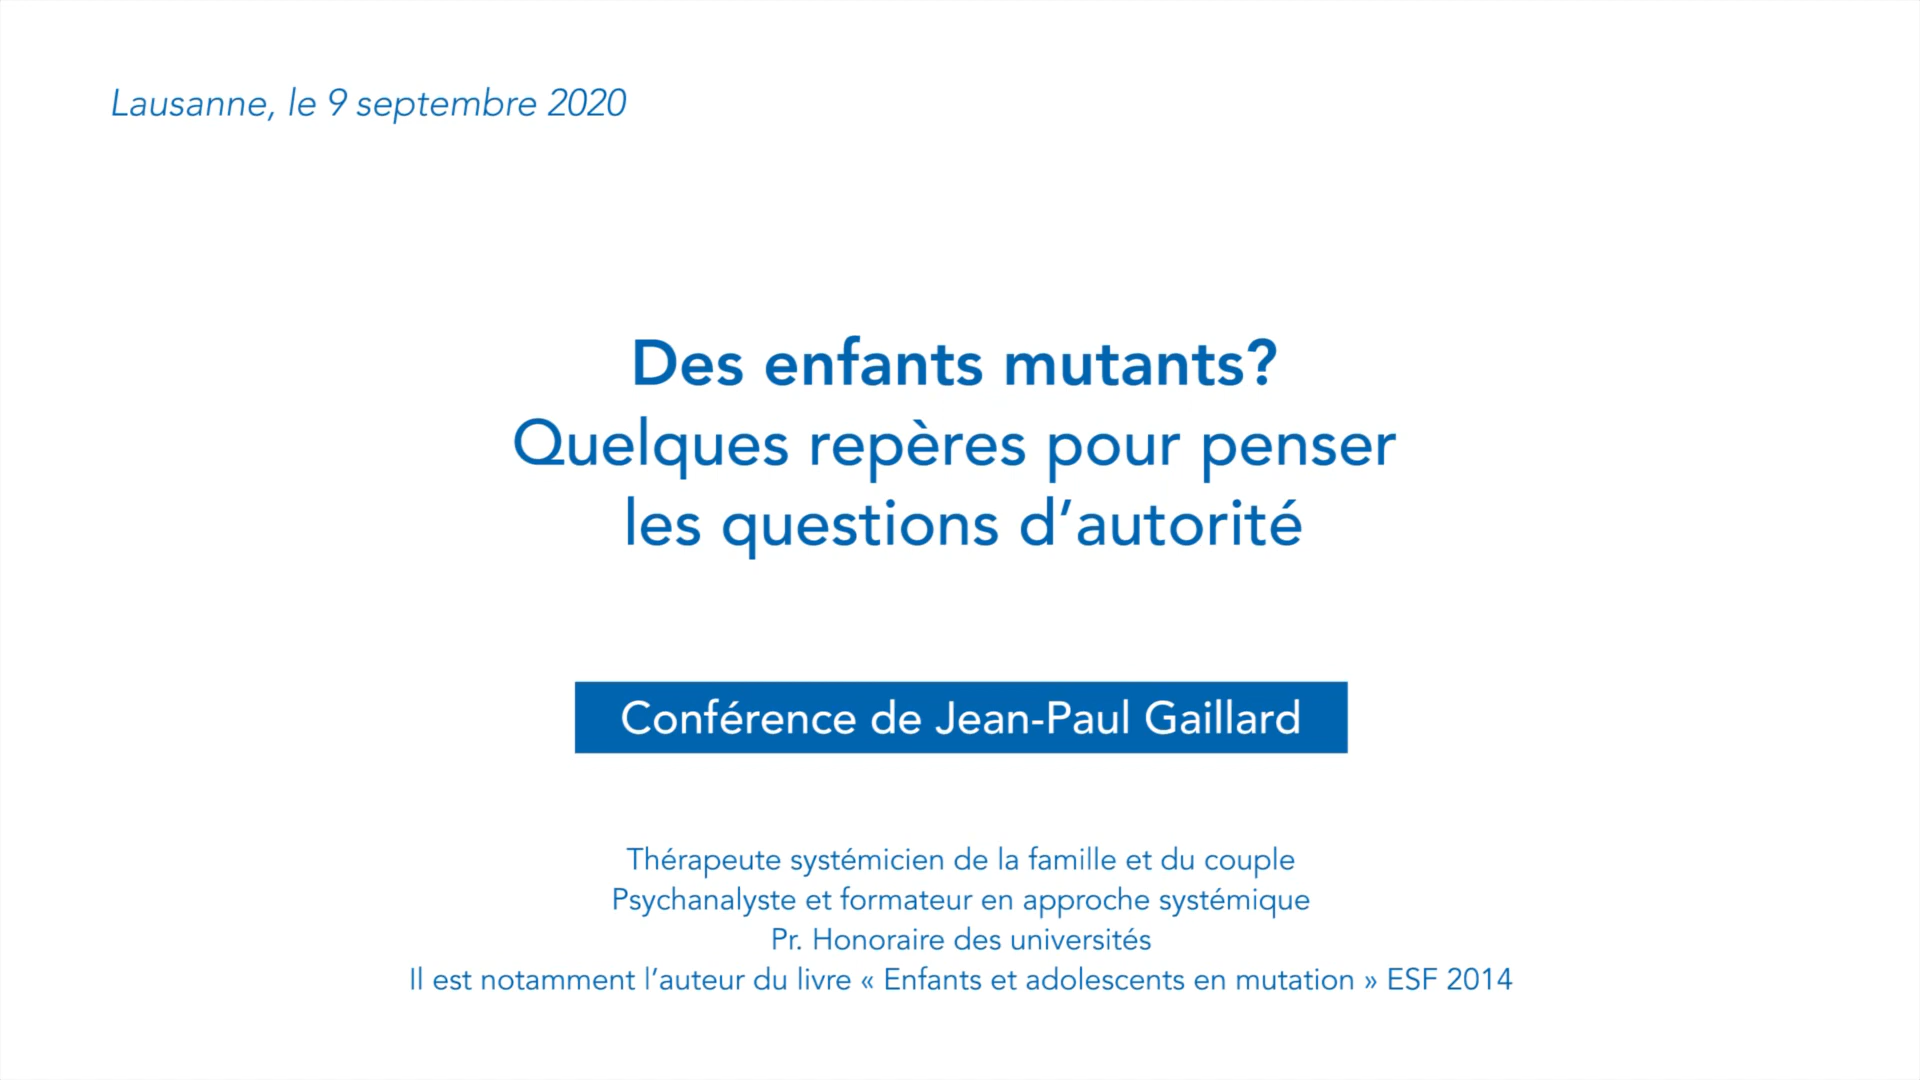 Lausanne, le 9 septembre 2020
Des enfants mutants?
Quelques repères pour penser
les questions d’autorité
Conférence de Jean-Paul Gaillard
Thérapeute systémicien de la famille et du couple
Psychanalyste et formateur en approche systémique
Pr. Honoraire des universités
Il est notamment l’auteur du livre « Enfants et adolescents en mutation » ESF 2014